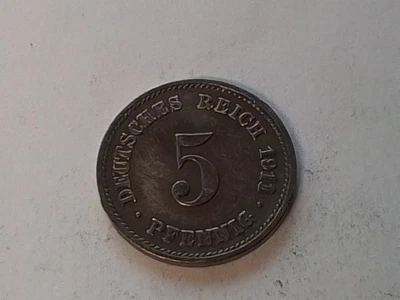 DEUTSCHES REICH 1911
5
• PFENNIG •